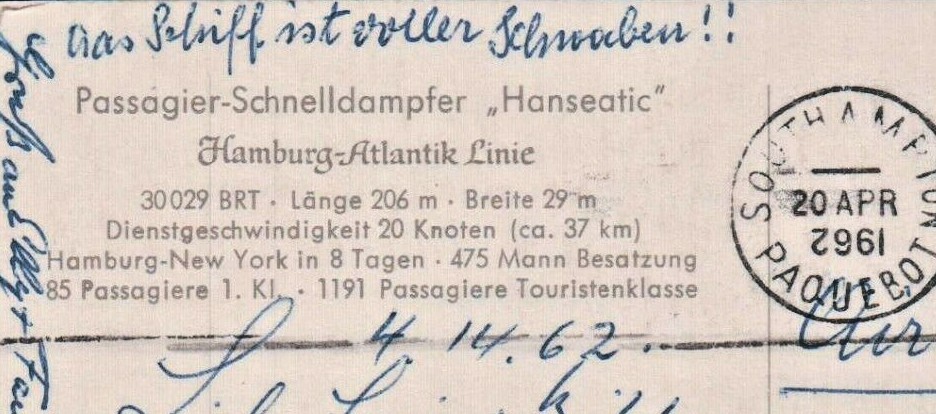 das Schiff ist voller Schwaben!!
Passagier-Schnelldampfer „Hanseatic"
Hamburg-Atlantik Linie
30029 BRT · Länge 206 m · Breite 29 m
Dienstgeschwindigkeit 20 Knoten (ca. 37 km)
Hamburg-New York in 8 Tagen · 475 Mann Besatzung
85 Passagiere 1. Kl. · 1191 Passagiere Touristenklasse
4. 14. 62.
SOUTHAMPTON
20 APR
1962
PAQUEBOT
Gruß an